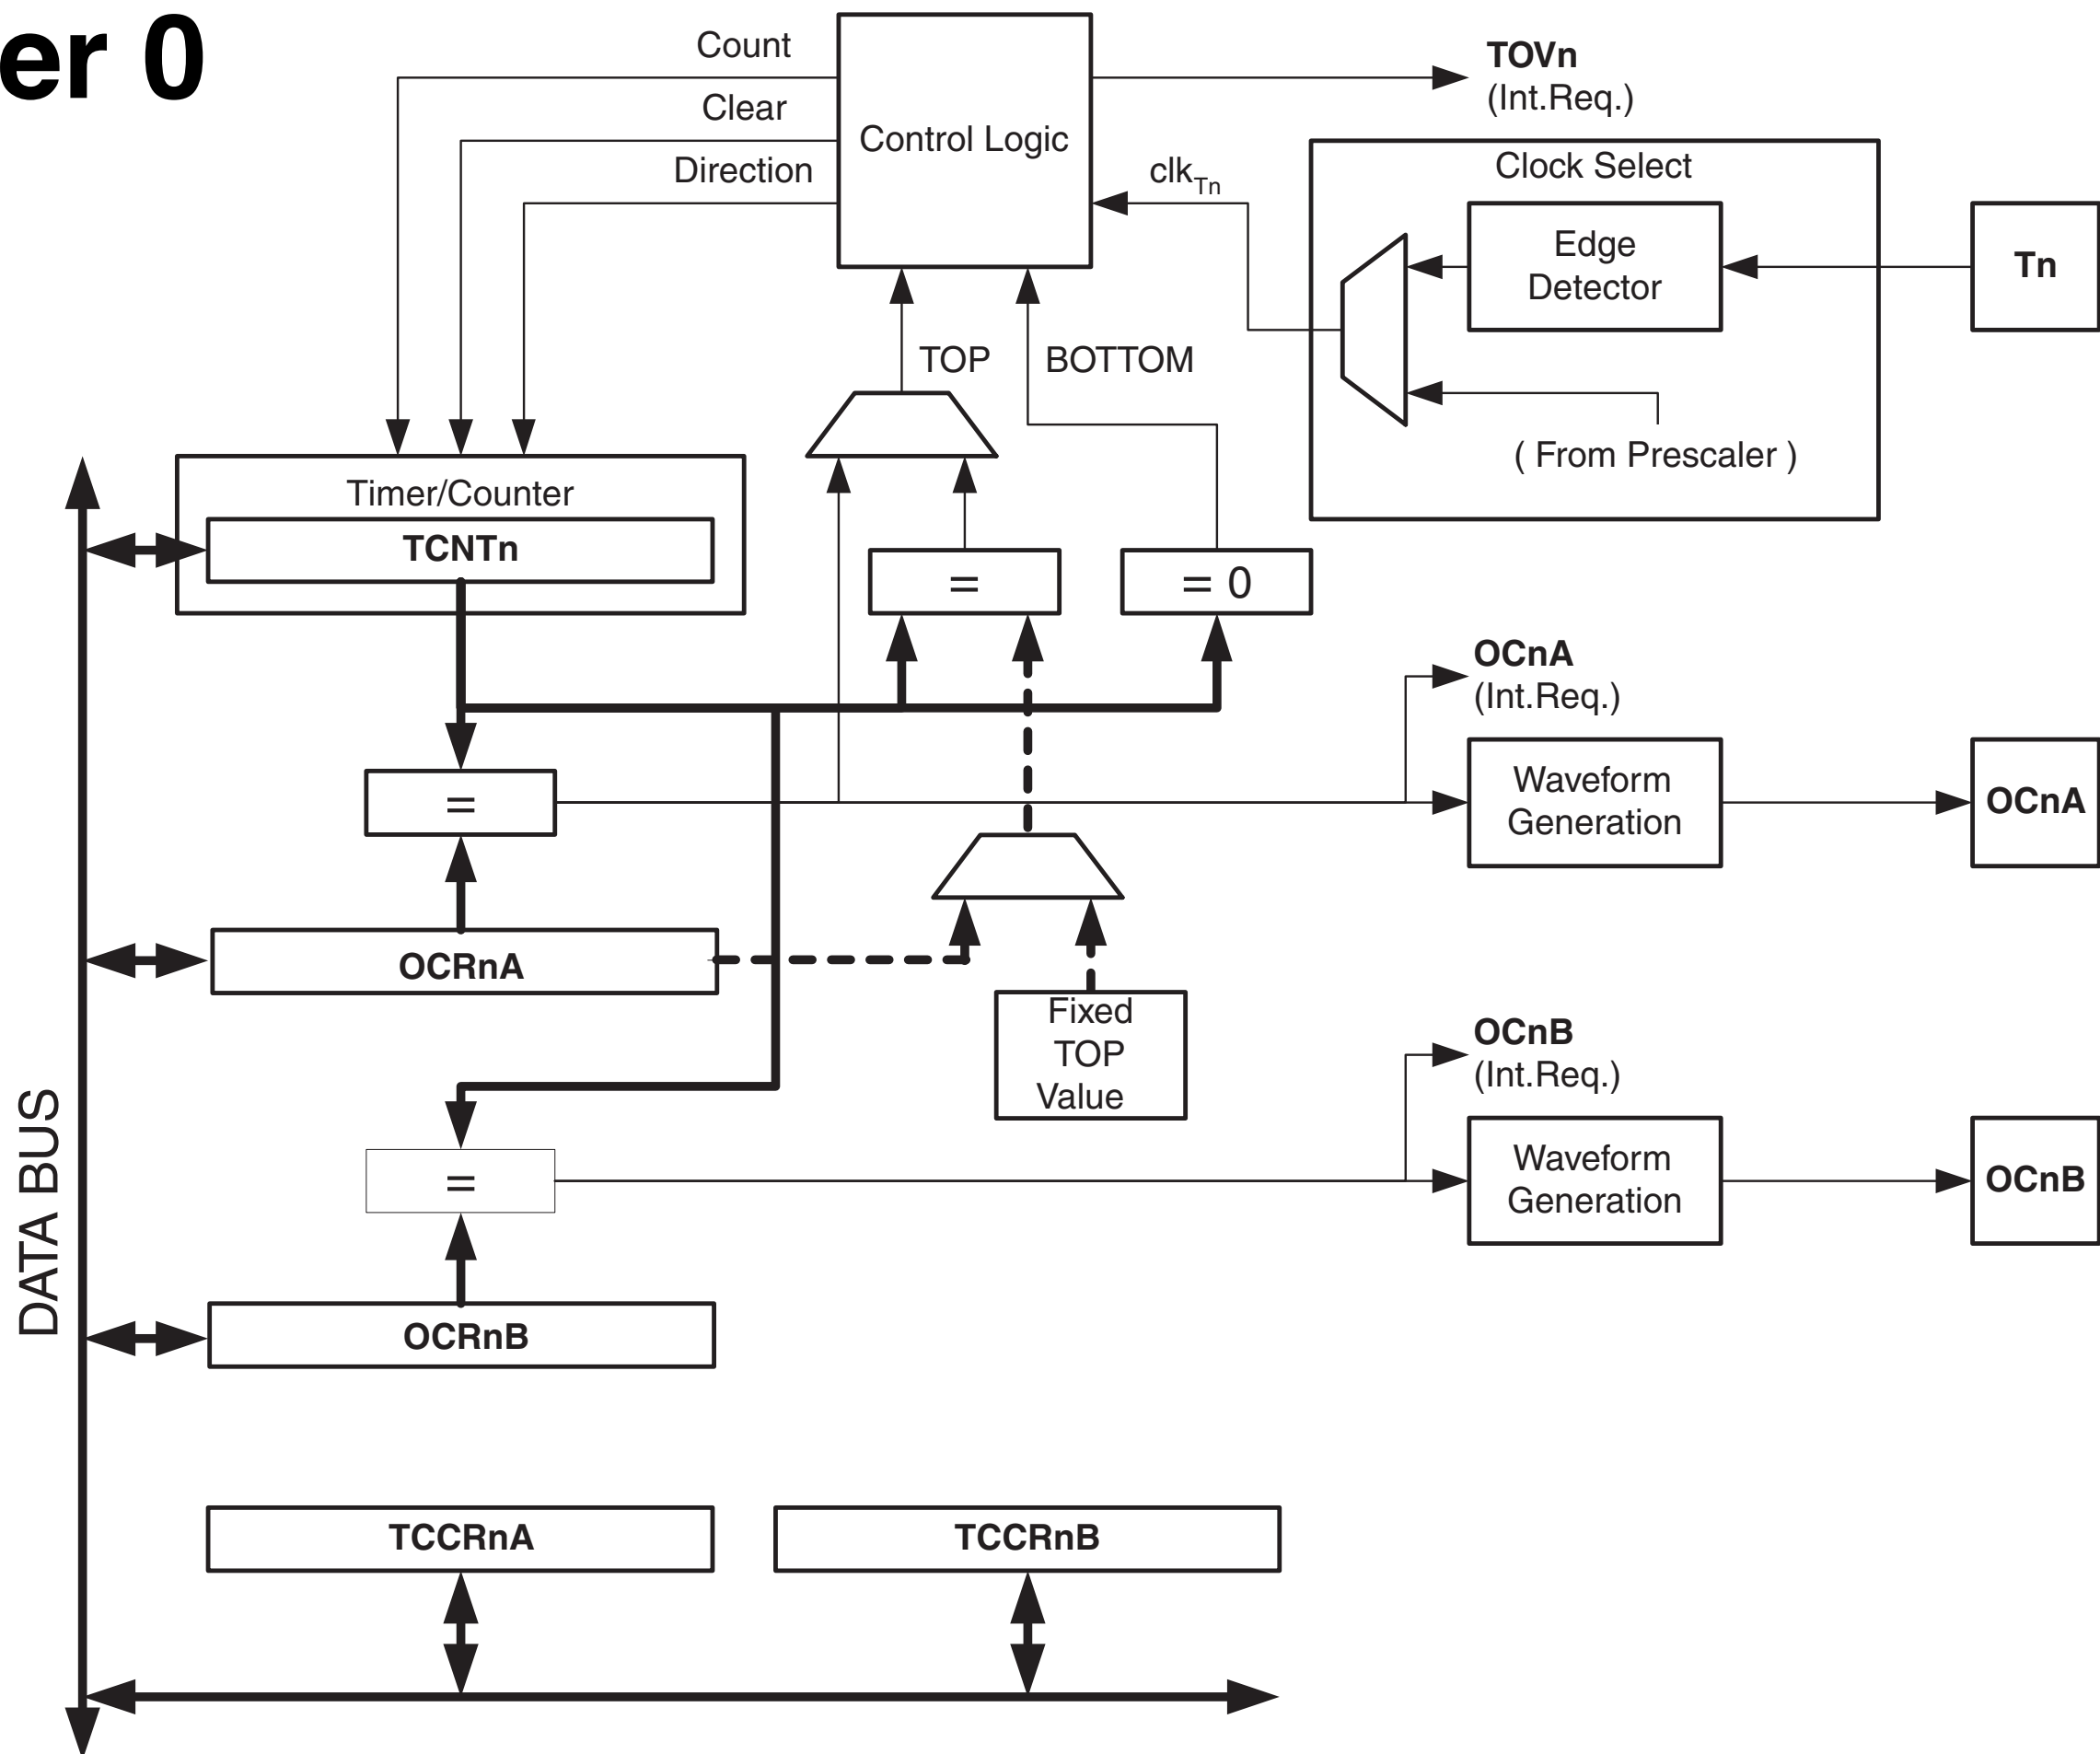 er 0
Count
Clear
Direction
Control Logic
TOVn
(Int.Req.)
clkTn
Clock Select
Edge
Detector
Tn
TOP
BOTTOM
( From Prescaler )
Timer/Counter
TCNTn
=
= 0
OCnA
(Int.Req.)
=
Waveform
Generation
OCnA
OCRnA
Fixed
TOP
Value
OCnB
(Int.Req.)
DATA BUS
=
Waveform
Generation
OCnB
OCRnB
TCCRnA
TCCRnB